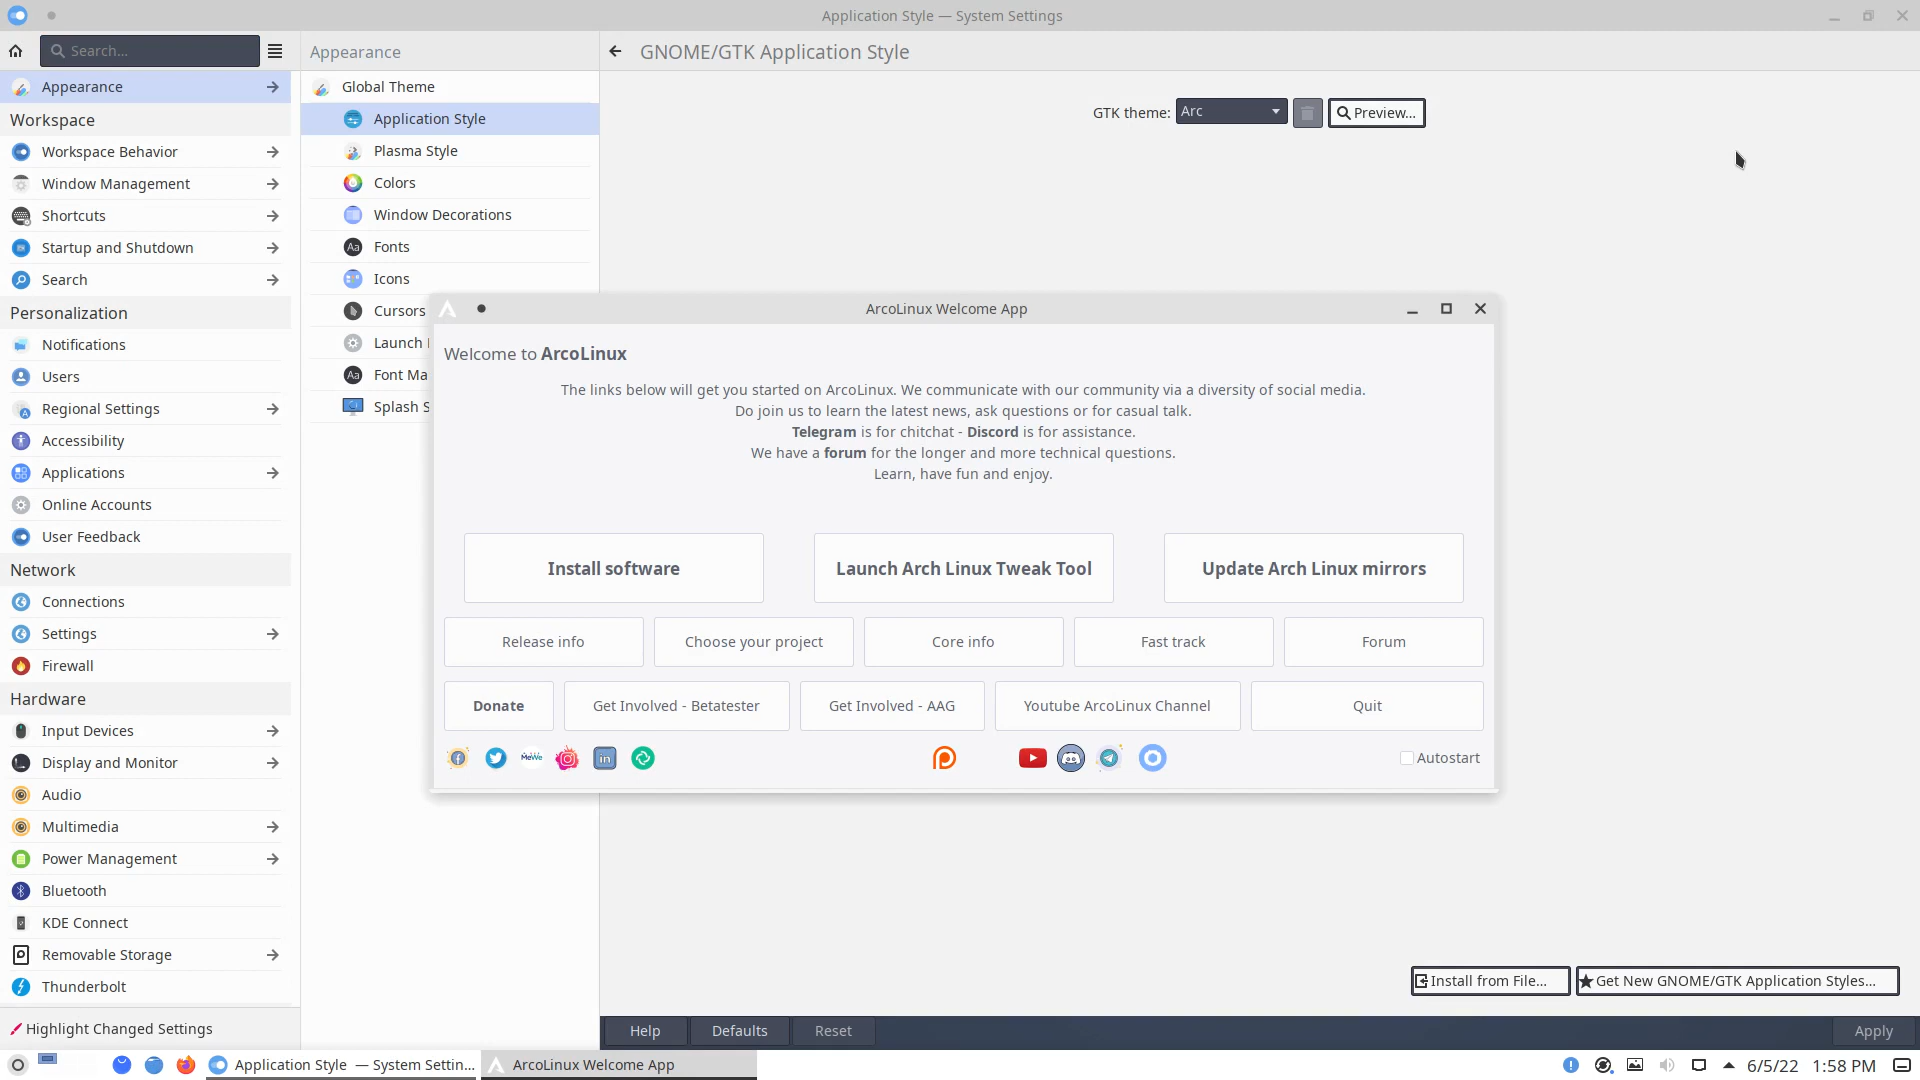 Application Style — System Settings
Search...
Appearance
GNOME/GTK Application Style
Appearance
Workspace
Workspace Behavior
Window Management
Shortcuts
Startup and Shutdown
Search
Personalization
Notifications
Users
Regional Settings
Accessibility
Applications
Online Accounts
User Feedback
Network
Connections
Settings
Firewall
Hardware
Input Devices
Display and Monitor
Audio
Multimedia
Power Management
Bluetooth
KDE Connect
Removable Storage
Thunderbolt
Highlight Changed Settings
Global Theme
Application Style
Plasma Style
Colors
Window Decorations
Fonts
Icons
Cursors
Launch
Font Ma
Splash S
GTK theme: Arc Preview...
ArcoLinux Welcome App
Welcome to ArcoLinux
The links below will get you started on ArcoLinux. We communicate with our community via a diversity of social media.
Do join us to learn the latest news, ask questions or for casual talk.
Telegram is for chitchat - Discord is for assistance.
We have a forum for the longer and more technical questions.
Learn, have fun and enjoy.
Install software Launch Arch Linux Tweak Tool Update Arch Linux mirrors
Release info Choose your project Core info Fast track Forum
Donate Get Involved - Betatester Get Involved - AAG Youtube ArcoLinux Channel Quit
MeWe in Autostart
Install from File... Get New GNOME/GTK Application Styles...
Help Defaults Reset Apply
Application Style — System Settin... ArcoLinux Welcome App 6/5/22 1:58 PM